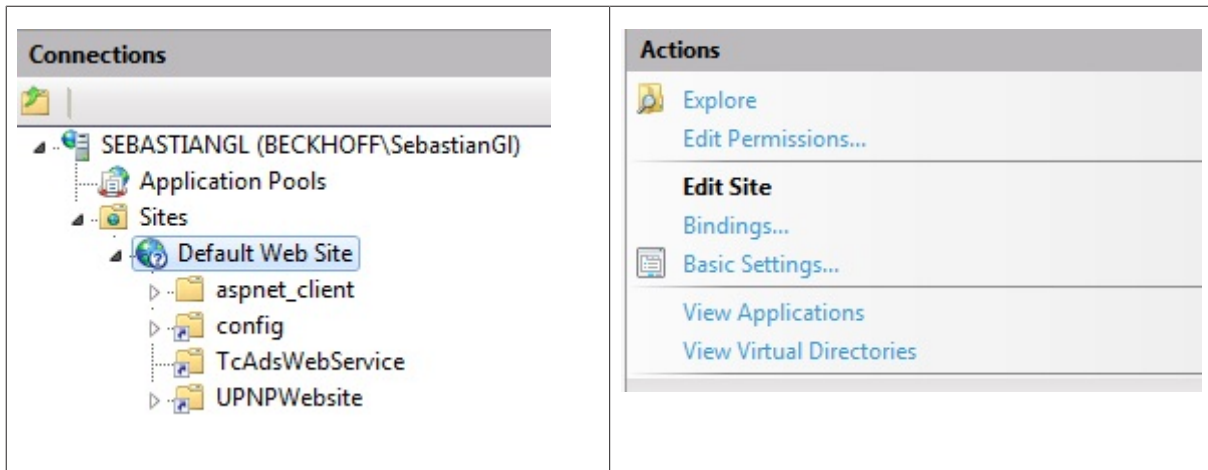 Connections
SEBASTIANGL (BECKHOFF\SebastianGl)
Application Pools
Sites
Default Web Site
aspnet_client
config
TcAdsWebService
UPNPWebsite
Actions
Explore
Edit Permissions...
Edit Site
Bindings...
Basic Settings...
View Applications
View Virtual Directories